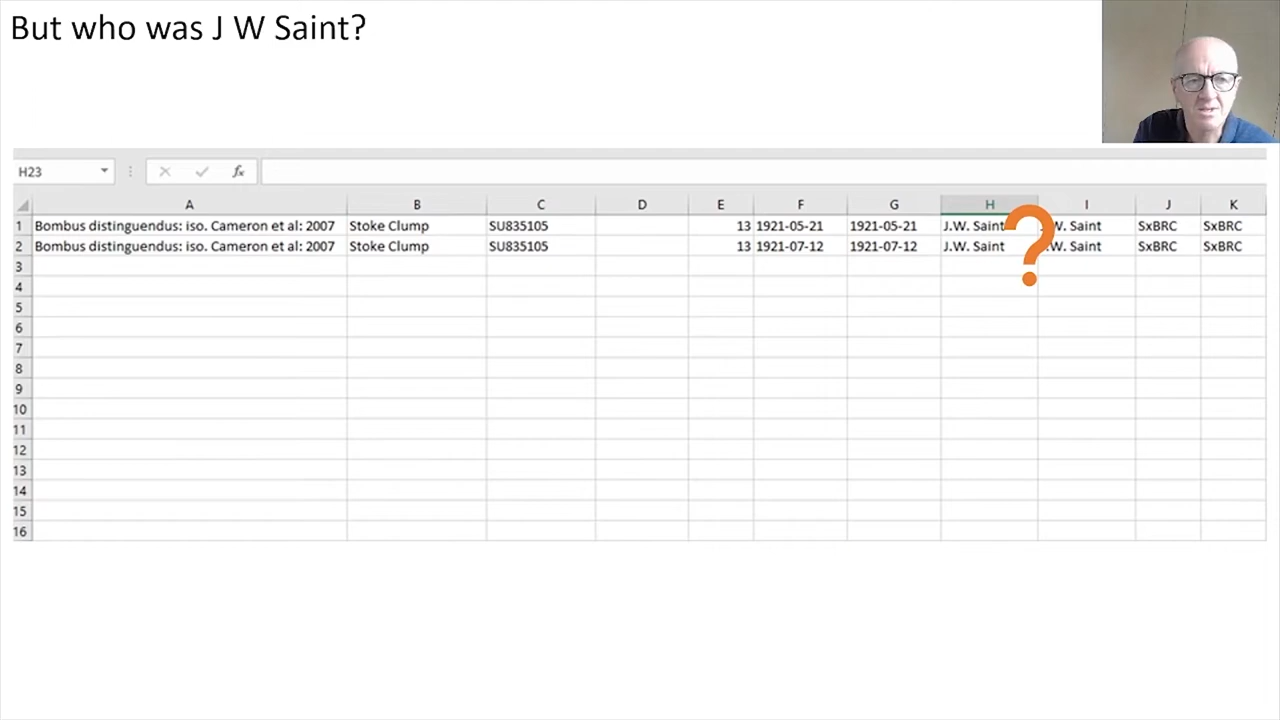 But who was J W Saint?
H23
fx
A B C D E F G H I J K
1 Bombus distinguendus: iso. Cameron et al: 2007 Stoke Clump SU835105 13 1921-05-21 1921-05-21 J.W. Saint J.W. Saint SxBRC SxBRC
2 Bombus distinguendus: iso. Cameron et al: 2007 Stoke Clump SU835105 13 1921-07-12 1921-07-12 J.W. Saint J.W. Saint SxBRC SxBRC
?
3
4
5
6
7
8
9
10
11
12
13
14
15
16